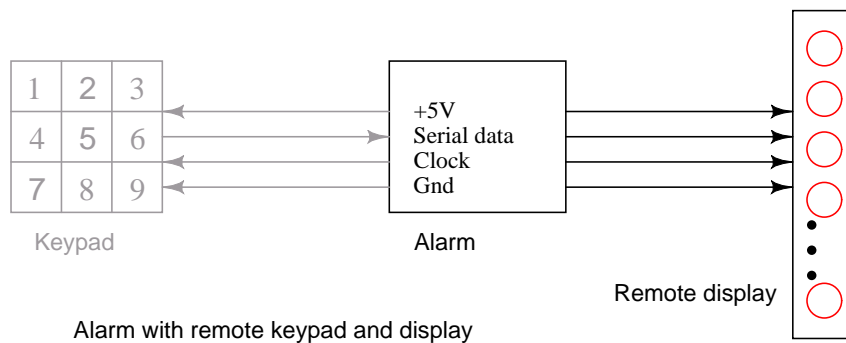 1 2 3
4 5 6
7 8 9
Keypad
+5V
Serial data
Clock
Gnd
Alarm
Remote display
Alarm with remote keypad and display